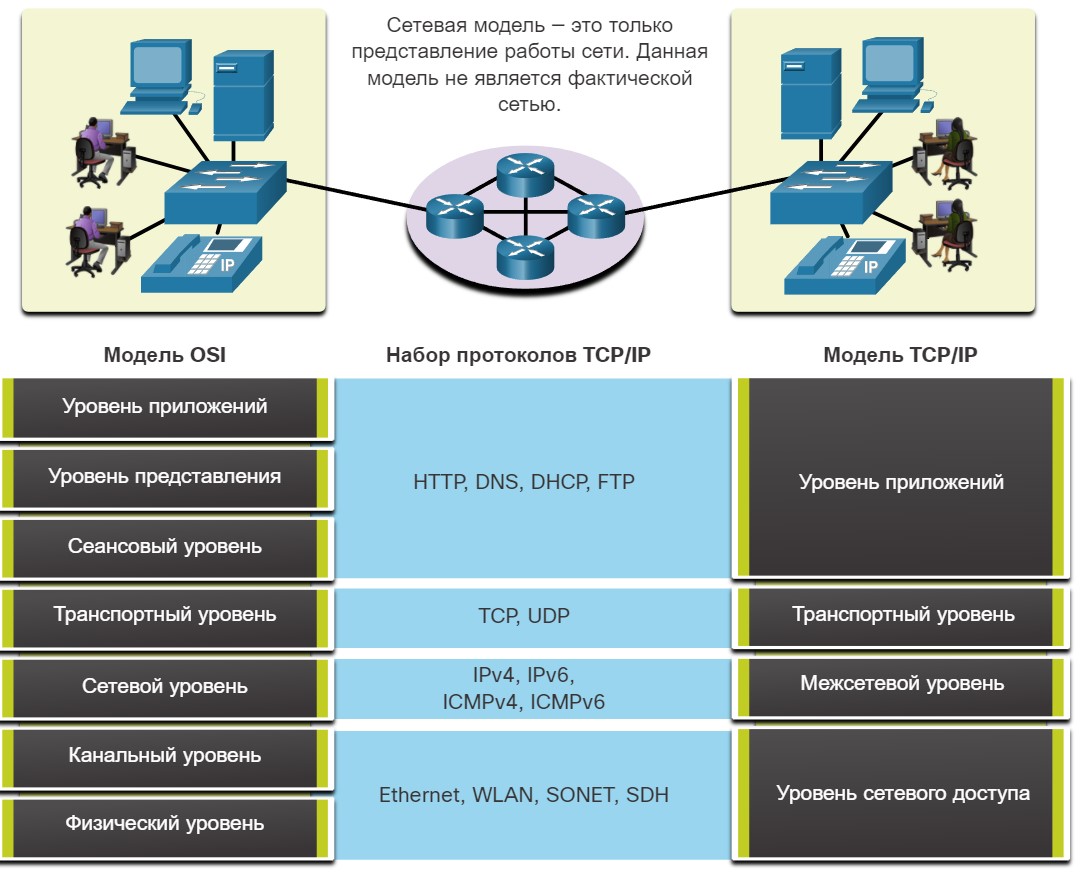 Сетевая модель – это только
представление работы сети. Данная
модель не является фактической
сетью.
IP
IP
Модель OSI
Набор протоколов TCP/IP
Модель TCP/IP
Уровень приложений
Уровень представления
Сеансовый уровень
HTTP, DNS, DHCP, FTP
Уровень приложений
Транспортный уровень
TCP, UDP
Транспортный уровень
Сетевой уровень
IPv4, IPv6,
ICMPv4, ICMPv6
Межсетевой уровень
Канальный уровень
Физический уровень
Ethernet, WLAN, SONET, SDH
Уровень сетевого доступа